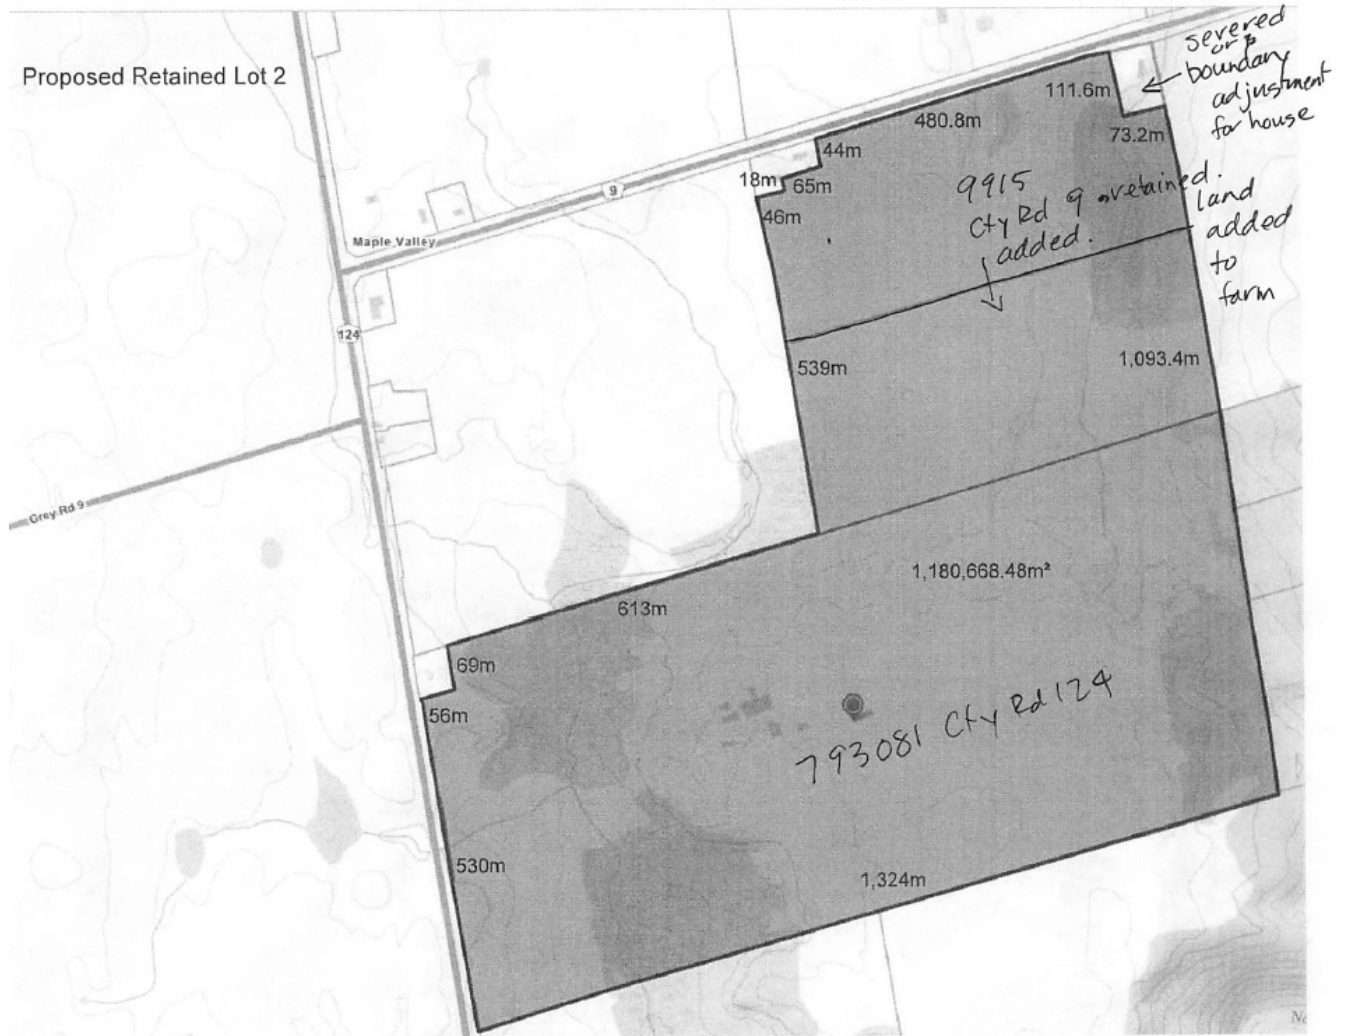 Proposed Retained Lot 2
severed
or
boundary
adjustment
for house
111.6m
480.8m
73.2m
44m
18m
65m
46m
9
9915
Cty Rd 9 retained.
added.
land
added
to
farm
Maple Valley
124
539m
1,093.4m
Grey Rd 9
1,180,668.48m²
613m
69m
56m
793081 Cty Rd 124
530m
1,324m